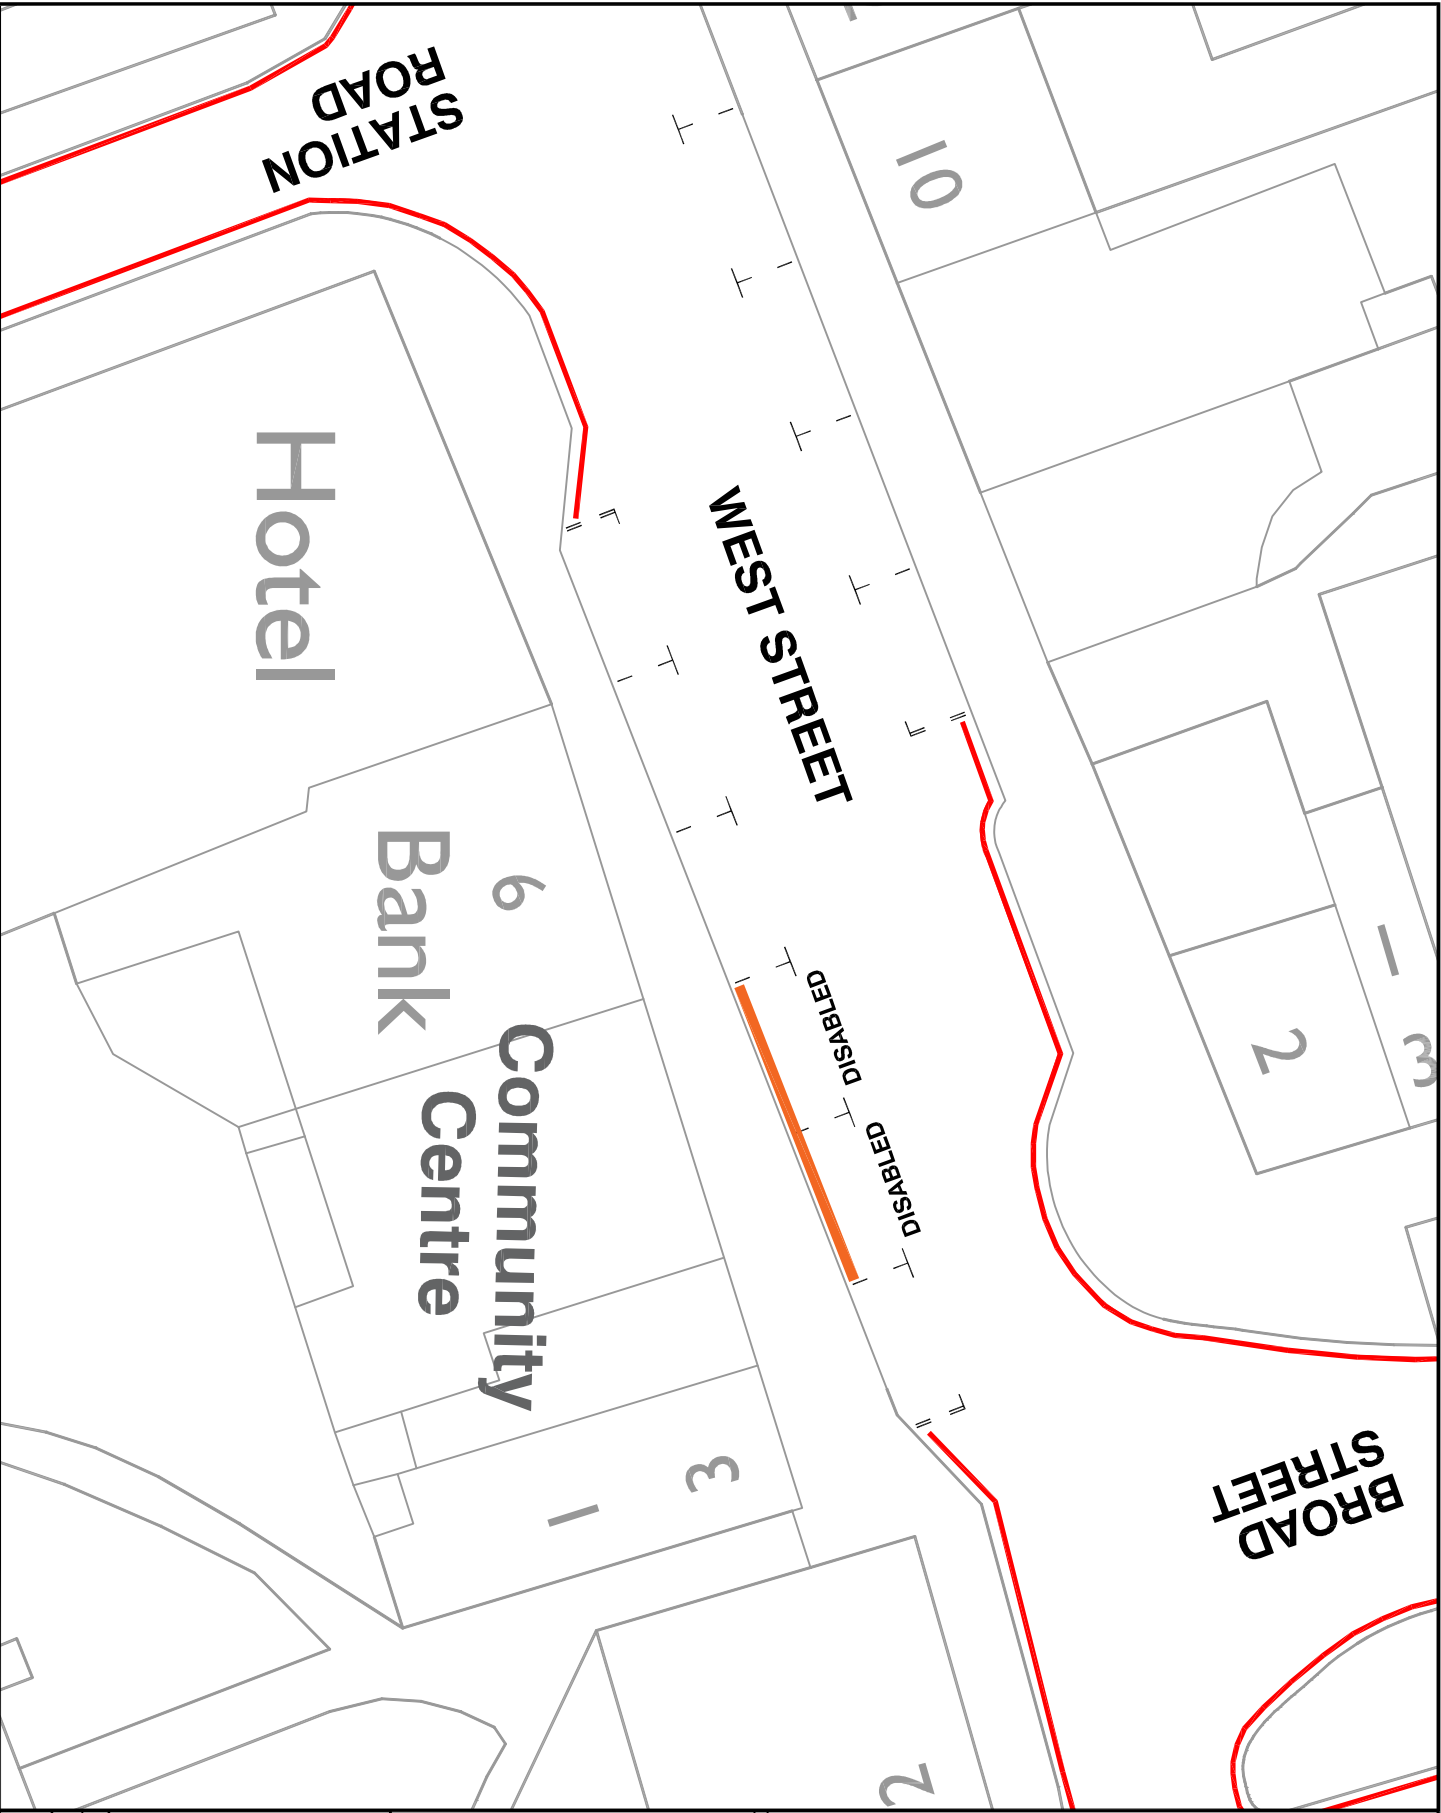 STATION
ROAD
10
Hotel
WEST STREET
Bank
6
DISABLED
DISABLED
Community
Centre
1
3
2
1
3
BROAD
STREET
2